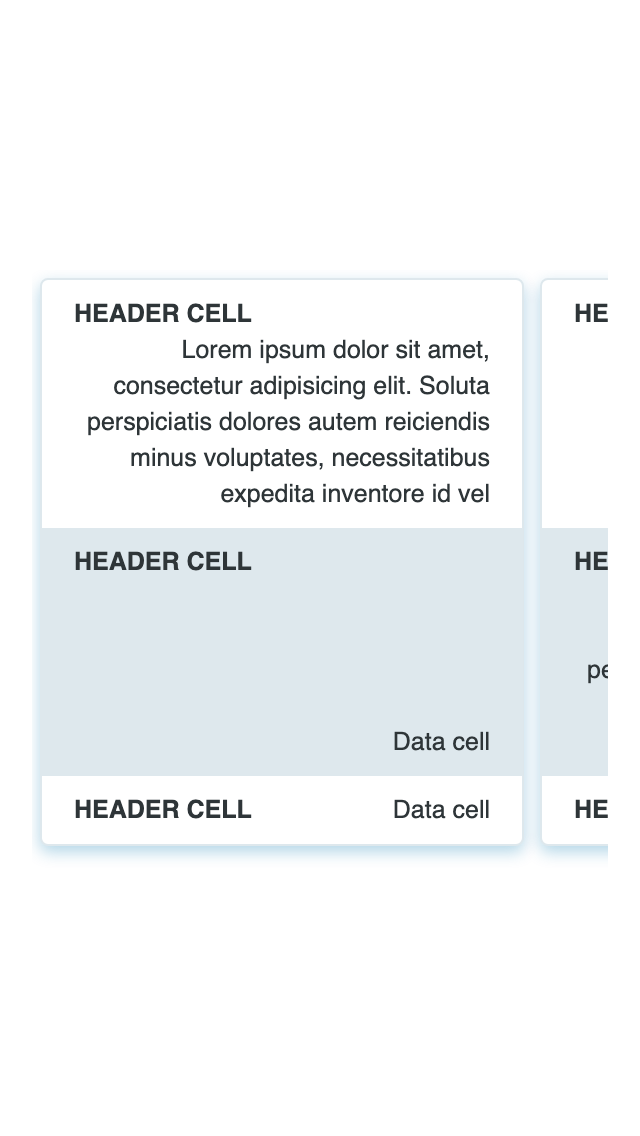 HEADER CELL
Lorem ipsum dolor sit amet,
consectetur adipisicing elit. Soluta
perspiciatis dolores autem reiciendis
minus voluptates, necessitatibus
expedita inventore id vel
HEADER CELL
Data cell
HEADER CELL Data cell
HE
HE
pe
HE